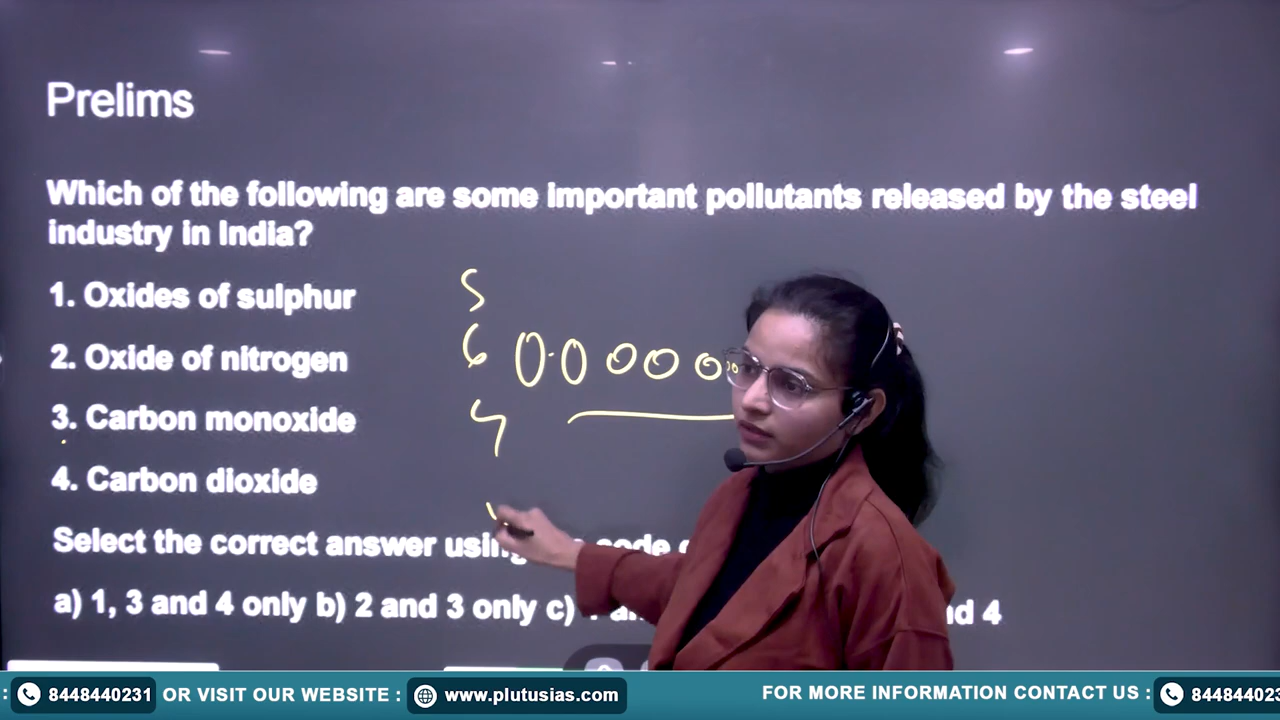 Prelims
Which of the following are some important pollutants released by the steel
industry in India?
1. Oxides of sulphur
5
2. Oxide of nitrogen
6 0.00000
3. Carbon monoxide
4. Carbon dioxide
Select the correct answer using
a) 1, 3 and 4 only b) 2 and 3 only c) 4
: 8448440231 OR VISIT OUR WEBSITE : www.plutusias.com FOR MORE INFORMATION CONTACT US :